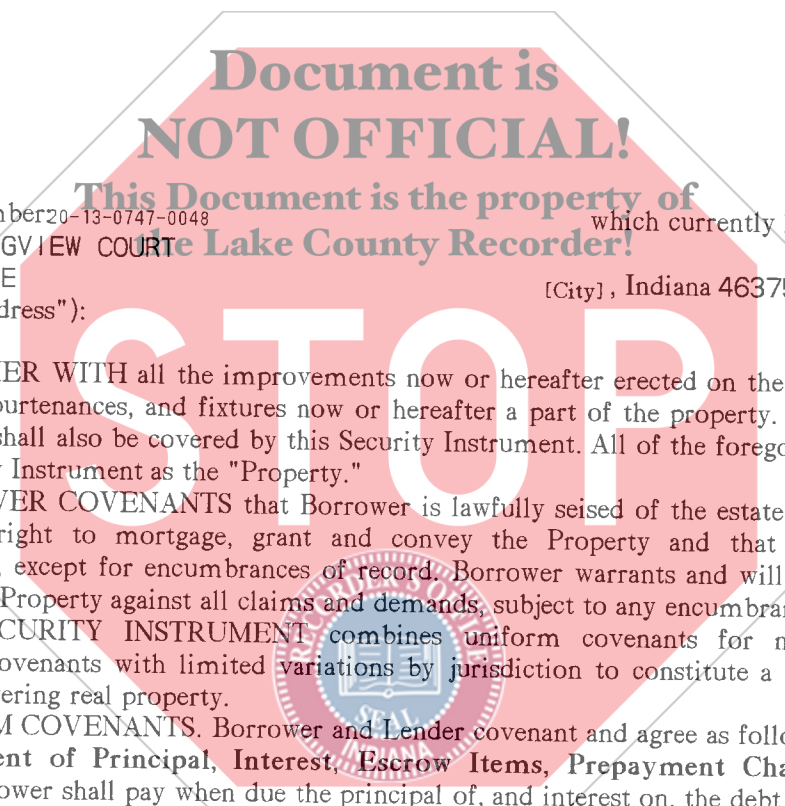 Document is
NOT OFFICIAL!
This Document is the property of
the Lake County Recorder!
STOP
nber20-13-0747-0048 which currently
GVIEW COURT
E [City], Indiana 46375
dress"):
ER WITH all the improvements now or hereafter erected on the
ourtenances, and fixtures now or hereafter a part of the property.
shall also be covered by this Security Instrument. All of the forego
Instrument as the "Property."
VER COVENANTS that Borrower is lawfully seised of the estate
right to mortgage, grant and convey the Property and that
, except for encumbrances of record. Borrower warrants and will
Property against all claims and demands, subject to any encumbran
CURITY INSTRUMENT combines uniform covenants for n
ovenants with limited variations by jurisdiction to constitute a
ering real property.
M COVENANTS. Borrower and Lender covenant and agree as follo
ent of Principal, Interest, Escrow Items, Prepayment Cha
ower shall pay when due the principal of, and interest on, the debt
RECORDER'S OFFICE
SEAL
INDIANA